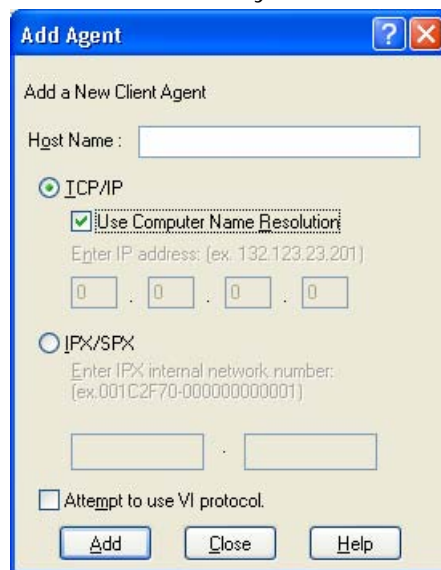 Add Agent
Add a New Client Agent
Host Name :
TCP/IP
Use Computer Name Resolution
Enter IP address: (ex. 132.123.23.201)
0 . 0 . 0 . 0
IPX/SPX
Enter IPX internal network number:
(ex.001C2F70-000000000001)
.
Attempt to use VI protocol.
Add Close Help